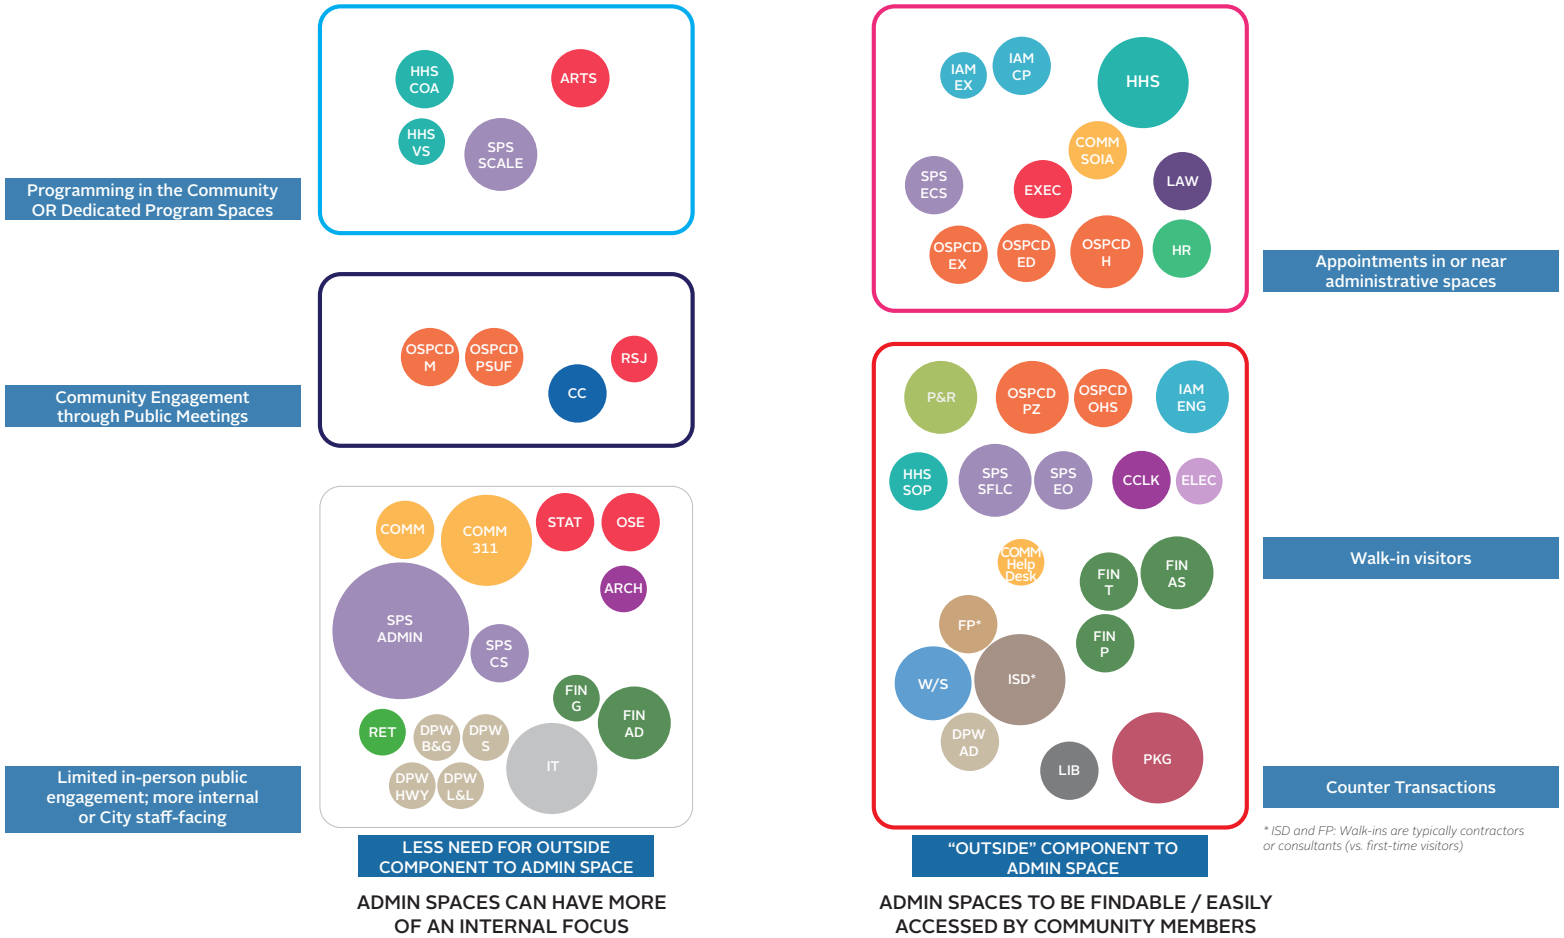 HHS
COA
ARTS
HHS
VS
SPS
SCALE
Programming in the Community
OR Dedicated Program Spaces
OSPCD
M
OSPCD
PSUF
CC
RSJ
Community Engagement
through Public Meetings
COMM
COMM
311
STAT
OSE
ARCH
SPS
ADMIN
SPS
CS
FIN
G
FIN
AD
RET
DPW
B&G
DPW
S
IT
DPW
HWY
DPW
L&L
Limited in-person public
engagement; more internal
or City staff-facing
LESS NEED FOR OUTSIDE
COMPONENT TO ADMIN SPACE
ADMIN SPACES CAN HAVE MORE
OF AN INTERNAL FOCUS
IAM
EX
IAM
CP
HHS
COMM
SOIA
SPS
ECS
EXEC
LAW
OSPCD
EX
OSPCD
ED
OSPCD
H
HR
Appointments in or near
administrative spaces
P&R
OSPCD
PZ
OSPCD
OHS
IAM
ENG
HHS
SOP
SPS
SFLC
SPS
EO
CCLK
ELEC
COMM
Help
Desk
FIN
T
FIN
AS
FP*
FIN
P
W/S
ISD*
DPW
AD
LIB
PKG
Walk-in visitors
Counter Transactions
* ISD and FP: Walk-ins are typically contractors
or consultants (vs. first-time visitors)
“OUTSIDE” COMPONENT TO
ADMIN SPACE
ADMIN SPACES TO BE FINDABLE / EASILY
ACCESSED BY COMMUNITY MEMBERS